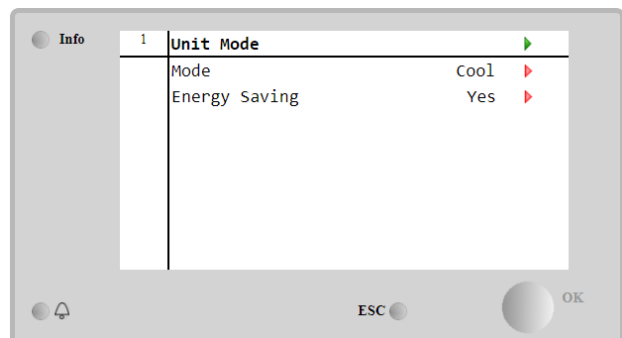 Info
1 Unit Mode
Mode Cool
Energy Saving Yes
ESC
OK